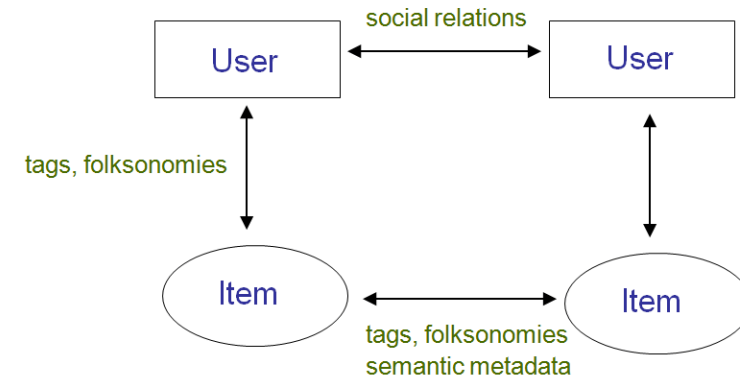 social relations
User
User
tags, folksonomies
Item
Item
tags, folksonomies
semantic metadata